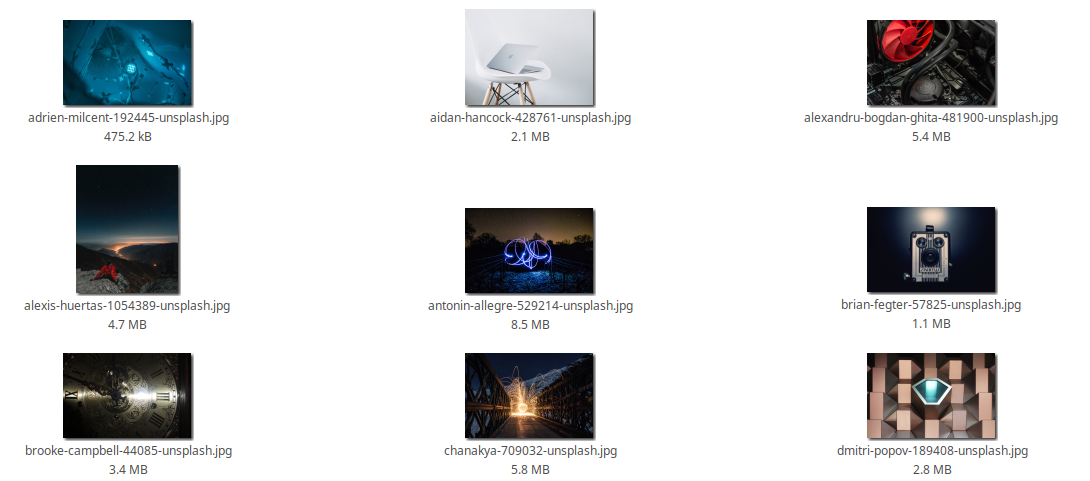 adrien-milcent-192445-unsplash.jpg
475.2 kB
aidan-hancock-428761-unsplash.jpg
2.1 MB
alexandru-bogdan-ghita-481900-unsplash.jpg
5.4 MB
alexis-huertas-1054389-unsplash.jpg
4.7 MB
antonin-allegre-529214-unsplash.jpg
8.5 MB
brian-fegter-57825-unsplash.jpg
1.1 MB
brooke-campbell-44085-unsplash.jpg
3.4 MB
chanakya-709032-unsplash.jpg
5.8 MB
dmitri-popov-189408-unsplash.jpg
2.8 MB